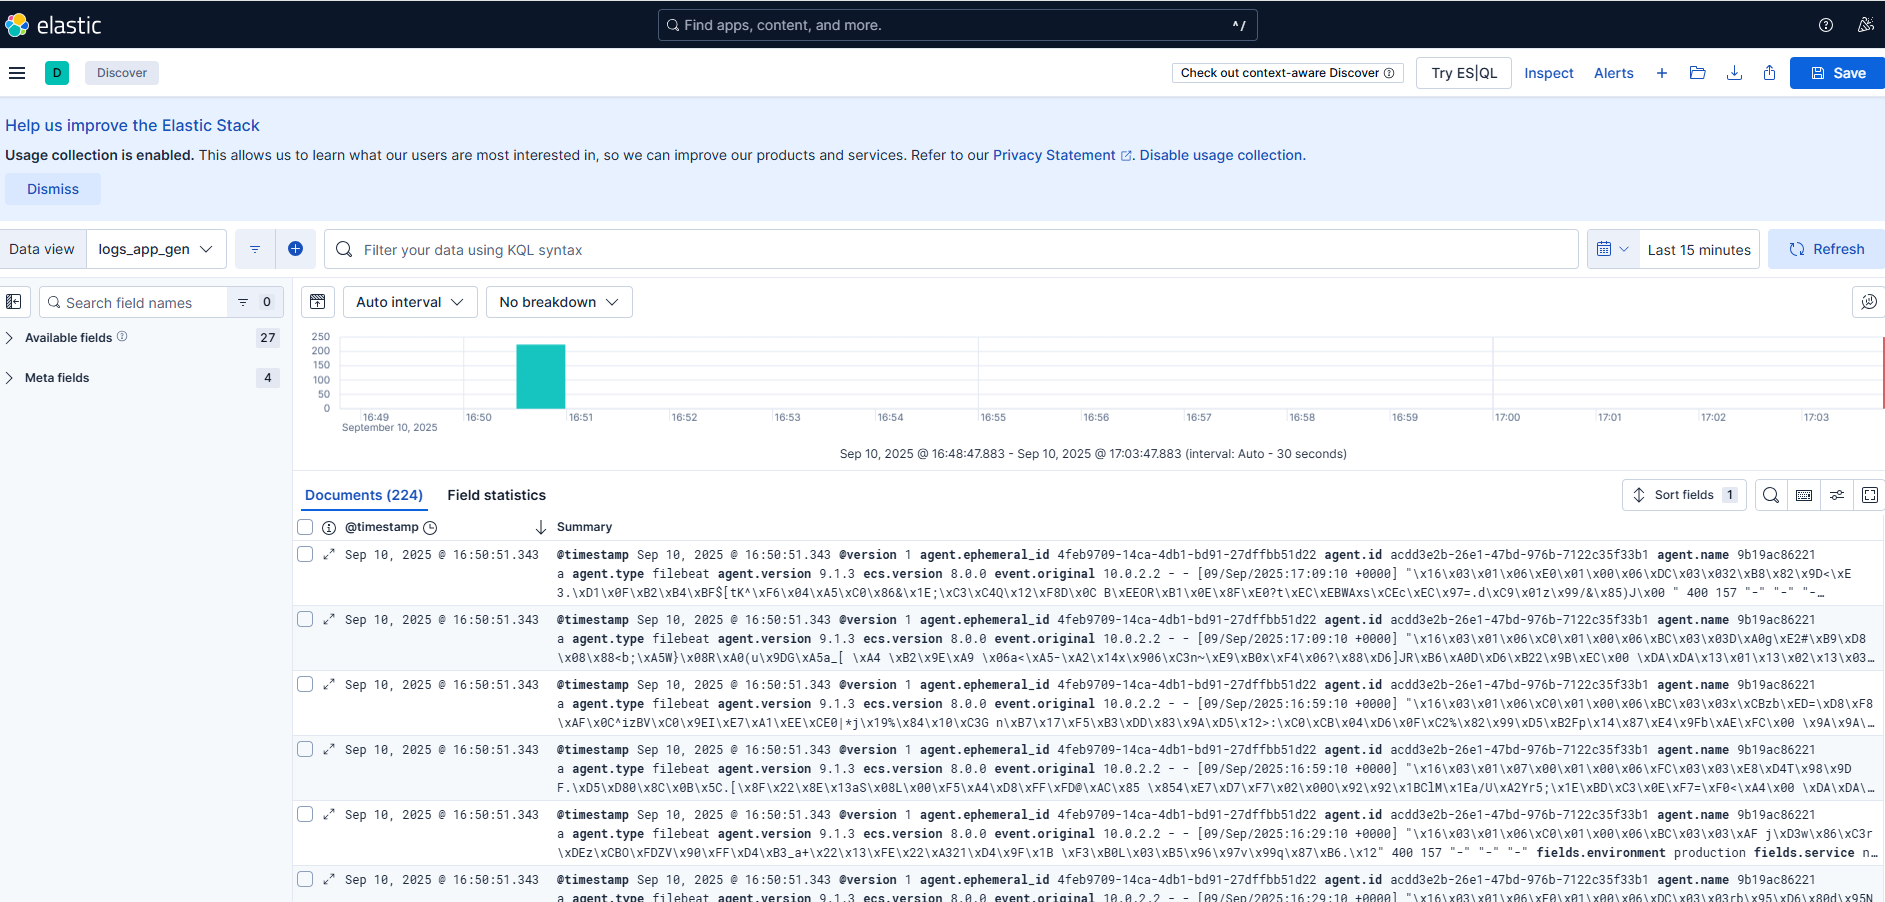 elastic
Find apps, content, and more.
^/
D
Discover
Check out context-aware Discover
Try ES|QL
Inspect
Alerts
Save
Help us improve the Elastic Stack
Usage collection is enabled. This allows us to learn what our users are most interested in, so we can improve our products and services. Refer to our Privacy Statement. Disable usage collection.
Dismiss
Data view
logs_app_gen
Filter your data using KQL syntax
Last 15 minutes
Refresh
Search field names
0
Auto interval
No breakdown
Available fields
27
Meta fields
4
250
200
150
100
50
0
16:49 16:50 16:51 16:52 16:53 16:54 16:55 16:56 16:57 16:58 16:59 17:00 17:01 17:02 17:03
September 10, 2025
Sep 10, 2025 @ 16:48:47.883 - Sep 10, 2025 @ 17:03:47.883 (interval: Auto - 30 seconds)
Documents (224)
Field statistics
Sort fields 1
@timestamp
Summary
Sep 10, 2025 @ 16:50:51.343 @timestamp Sep 10, 2025 @ 16:50:51.343 @version 1 agent.ephemeral_id 4feb9709-14ca-4db1-bd91-27dffbb51d22 agent.id acdd3e2b-26e1-47bd-976b-7122c35f33b1 agent.name 9b19ac86221
a agent.type filebeat agent.version 9.1.3 ecs.version 8.0.0 event.original 10.0.2.2 - - [09/Sep/2025:17:09:10 +0000] "\x16\x03\x01\x06\xE0\x01\x00\x06\xDC\x03\x032\xB8\x82\x9D<\xE
3.\xD1\x0F\xB2\xB4\xBF$[tK^\xF6\x04\xA5\xC0\x86&\x1E;\xC3\xC4Q\x12\xF8D\x0C B\xEEOR\xB1\x0E\x8F\xE0?t\xEC\xEBWAxs\xCEc\xEC\x97=.d\xC9\x01z\x99/&\x85)J\x00 " 400 157 "-" "-" "-…
Sep 10, 2025 @ 16:50:51.343 @timestamp Sep 10, 2025 @ 16:50:51.343 @version 1 agent.ephemeral_id 4feb9709-14ca-4db1-bd91-27dffbb51d22 agent.id acdd3e2b-26e1-47bd-976b-7122c35f33b1 agent.name 9b19ac86221
a agent.type filebeat agent.version 9.1.3 ecs.version 8.0.0 event.original 10.0.2.2 - - [09/Sep/2025:17:09:10 +0000] "\x16\x03\x01\x06\xC0\x01\x00\x06\xBC\x03\x03D\xA0g\xE2#\xB9\xD8
\x08\x88<b;\xA5W}\x08R\xA0(u\x9DG\xA5a_[ \xA4 \xB2\x9E\xA9 \x06a<\xA5-\xA2\x14x\x906\xC3n~\xE9\xB0x\xF4\x06?\x88\xD6]JR\xB6\xA0D\xD6\xB22\x9B\xEC\x00 \xDA\xDA\x13\x01\x13\x02\x13\x03…
Sep 10, 2025 @ 16:50:51.343 @timestamp Sep 10, 2025 @ 16:50:51.343 @version 1 agent.ephemeral_id 4feb9709-14ca-4db1-bd91-27dffbb51d22 agent.id acdd3e2b-26e1-47bd-976b-7122c35f33b1 agent.name 9b19ac86221
a agent.type filebeat agent.version 9.1.3 ecs.version 8.0.0 event.original 10.0.2.2 - - [09/Sep/2025:16:59:10 +0000] "\x16\x03\x01\x06\xC0\x01\x00\x06\xBC\x03\x03x\xCBzb\xED=\xD8\xF8
\xAF\x0C^izBV\xC0\x9EI\xE7\xA1\xEE\xCE0|*j\x19%\x84\x10\xC3G n\xB7\x17\xF5\xB3\xDD\x83\x9A\xD5\x12>:\xC0\xCB\x04\xD6\x0F\xC2%\x82\x99\xD5\xB2Fp\x14\x87\xE4\x9Fb\xAE\xFC\x00 \x9A\x9A\…
Sep 10, 2025 @ 16:50:51.343 @timestamp Sep 10, 2025 @ 16:50:51.343 @version 1 agent.ephemeral_id 4feb9709-14ca-4db1-bd91-27dffbb51d22 agent.id acdd3e2b-26e1-47bd-976b-7122c35f33b1 agent.name 9b19ac86221
a agent.type filebeat agent.version 9.1.3 ecs.version 8.0.0 event.original 10.0.2.2 - - [09/Sep/2025:16:59:10 +0000] "\x16\x03\x01\x07\x00\x01\x00\x06\xFC\x03\x03\xE8\xD4T\x98\x9D
F.\xD5\xD80\x8C\x0B\x5C.[\x8F\x22\x8E\x13aS\x08L\x00\xF5\xA4\xD8\xFF\xFD@\xAC\x85 \x854\xE7\xD7\xF7\x02\x00O\x92\x92\x1BClM\x1Ea/U\xA2Yr5;\x1E\xBD\xC3\x0E\xF7=\xF0<\xA4\x00 \xDA\xDA\…
Sep 10, 2025 @ 16:50:51.343 @timestamp Sep 10, 2025 @ 16:50:51.343 @version 1 agent.ephemeral_id 4feb9709-14ca-4db1-bd91-27dffbb51d22 agent.id acdd3e2b-26e1-47bd-976b-7122c35f33b1 agent.name 9b19ac86221
a agent.type filebeat agent.version 9.1.3 ecs.version 8.0.0 event.original 10.0.2.2 - - [09/Sep/2025:16:29:10 +0000] "\x16\x03\x01\x06\xC0\x01\x00\x06\xBC\x03\x03\xAF j\xD3w\x86\xC3r
\xDEz\xCBO\xFDZV\x90\xFF\xD4\xB3_a+\x22\x13\xFE\x22\xA321\xD4\x9F\x1B \xF3\xB0L\x03\xB5\x96\x97v\x99q\x87\xB6.\x12" 400 157 "-" "-" "-" fields.environment production fields.service n…
Sep 10, 2025 @ 16:50:51.343 @timestamp Sep 10, 2025 @ 16:50:51.343 @version 1 agent.ephemeral_id 4feb9709-14ca-4db1-bd91-27dffbb51d22 agent.id acdd3e2b-26e1-47bd-976b-7122c35f33b1 agent.name 9b19ac86221
a agent.type filebeat agent.version 9.1.3 ecs.version 8.0.0 event.original 10.0.2.2 - - [09/Sep/2025:16:29:10 +0000] "\x16\x03\x01\x06\xE0\x01\x00\x06\xDC\x03\x03rb\x95\xD6\x80d\x95N